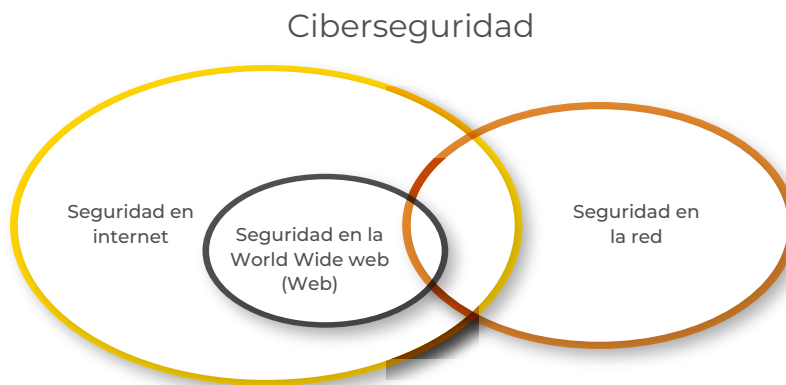 Ciberseguridad
Seguridad en
internet
Seguridad en la
World Wide web
(Web)
Seguridad en
la red